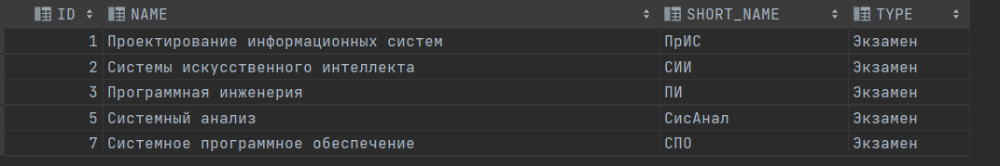 ID NAME SHORT_NAME TYPE
1 Проектирование информационных систем ПрИС Экзамен
2 Системы искусственного интеллекта СИИ Экзамен
3 Программная инженерия ПИ Экзамен
5 Системный анализ СисАнал Экзамен
7 Системное программное обеспечение СПО Экзамен